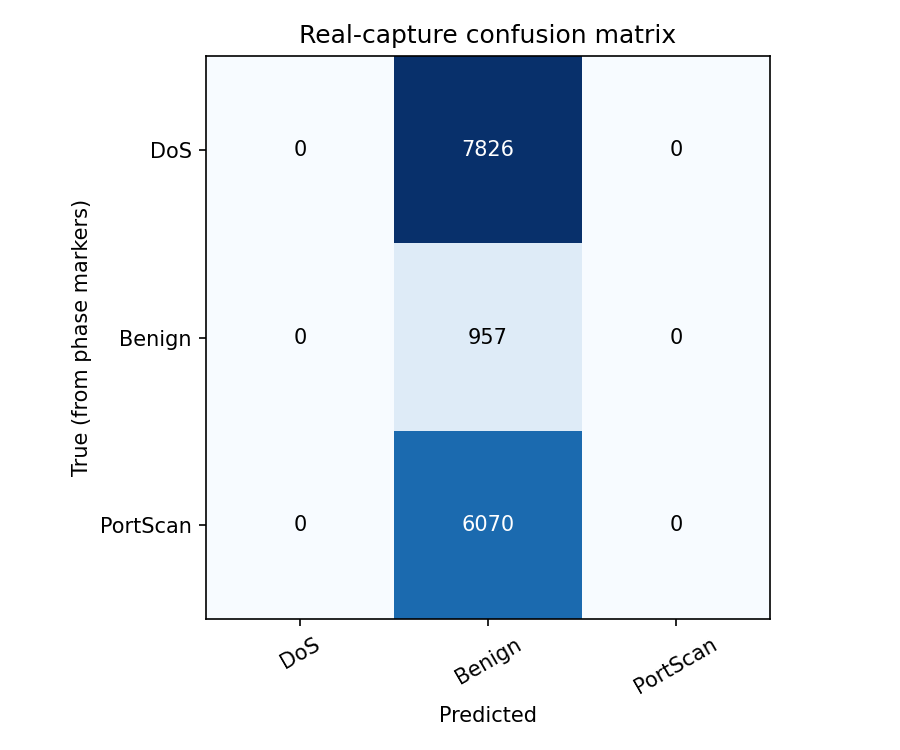 Real-capture confusion matrix
True (from phase markers)
DoS 0 7826 0
Benign 0 957 0
PortScan 0 6070 0
DoS Benign PortScan
Predicted